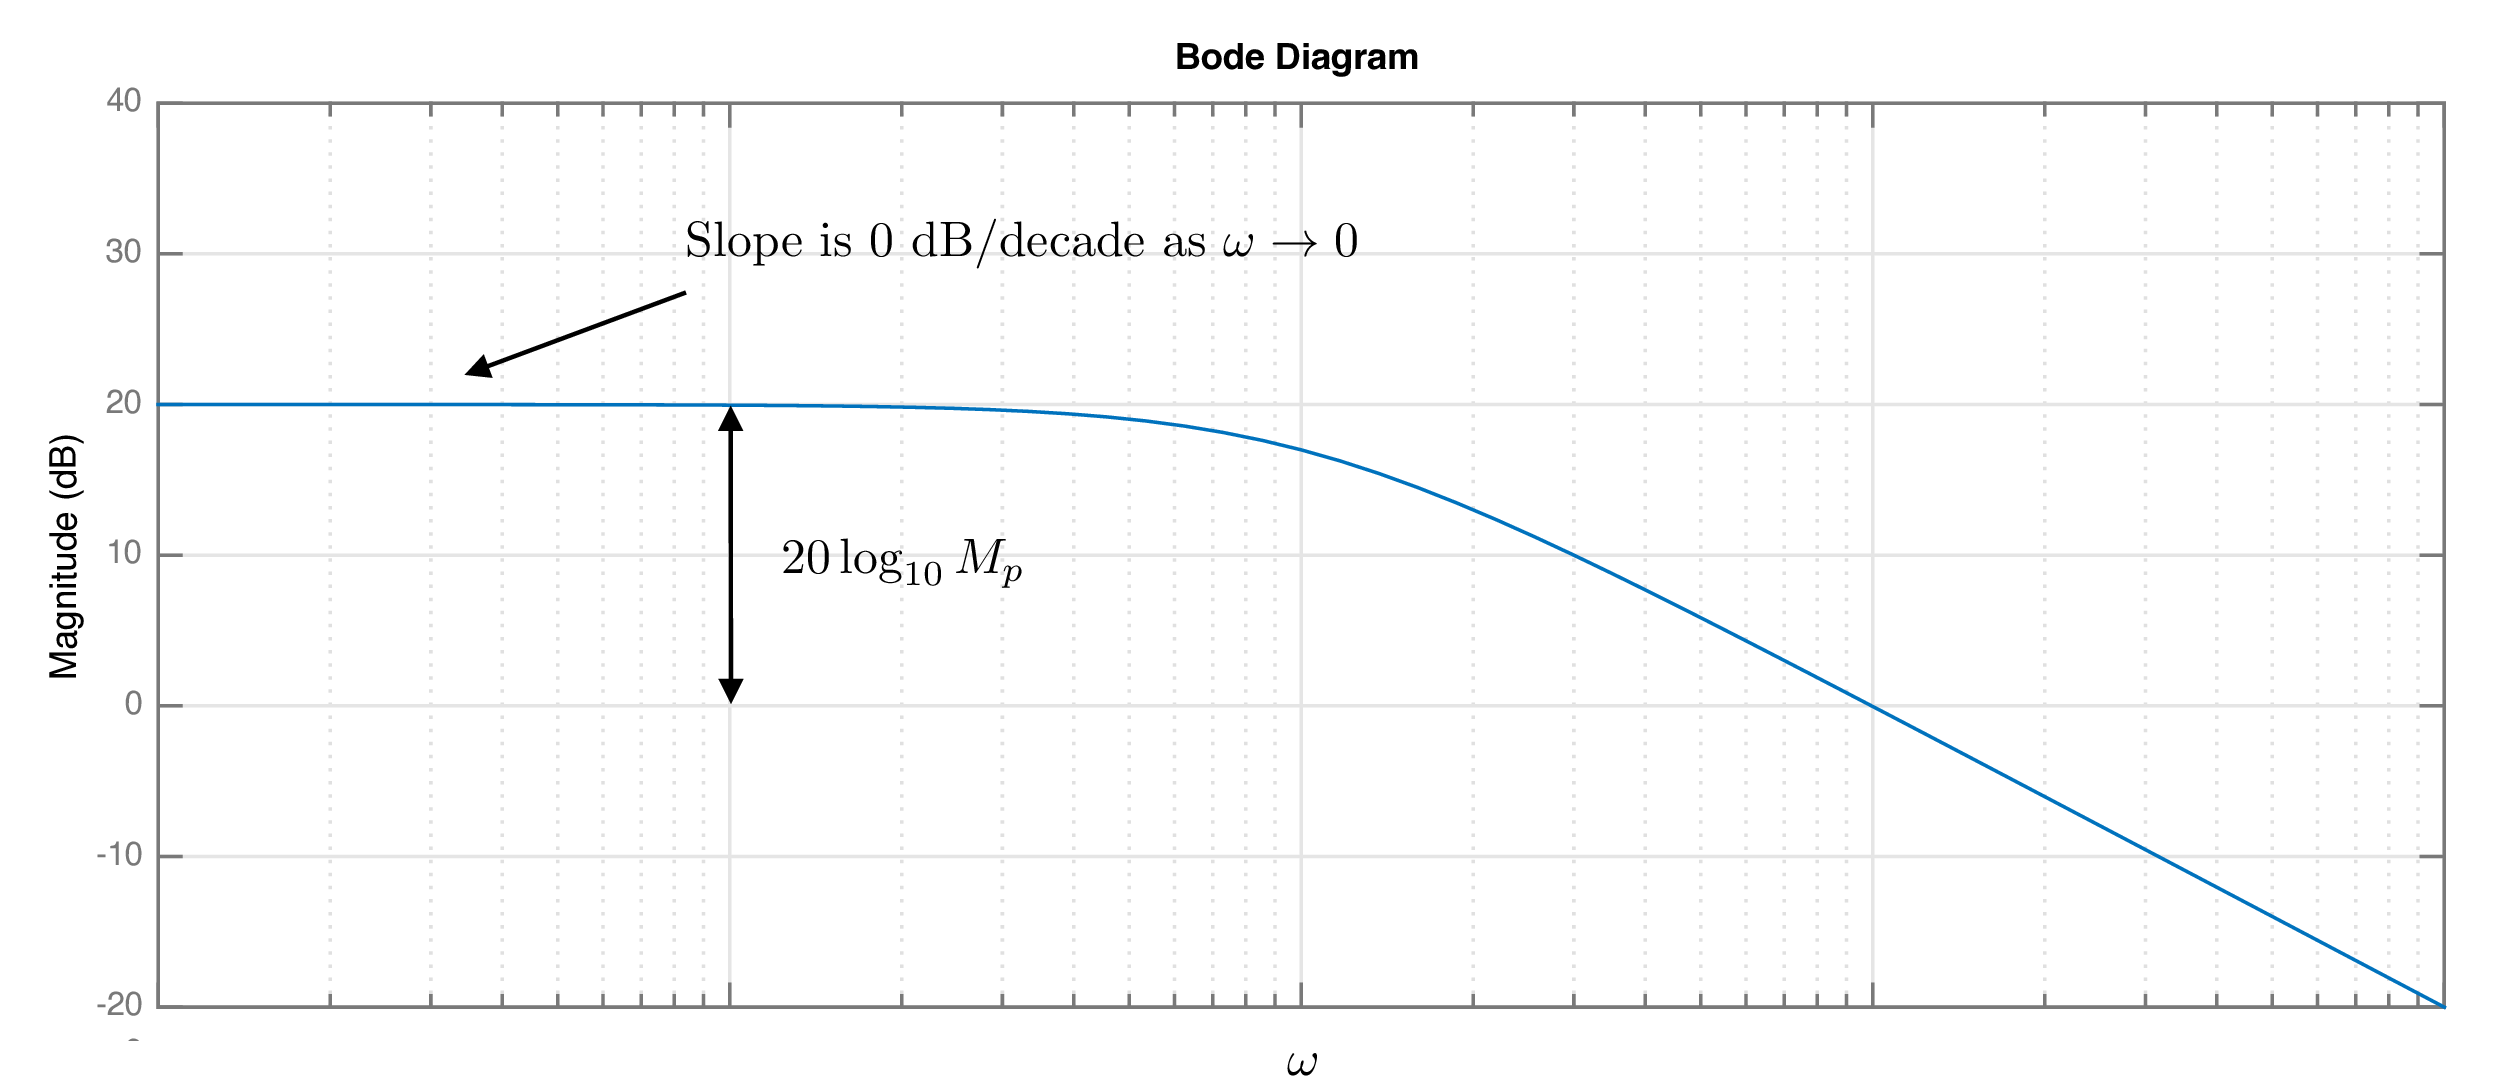 Bode Diagram
40
Slope is 0 dB/decade as ω → 0
30
20
Magnitude (dB)
20 log₁₀ Mₚ
10
0
-10
-20
ω